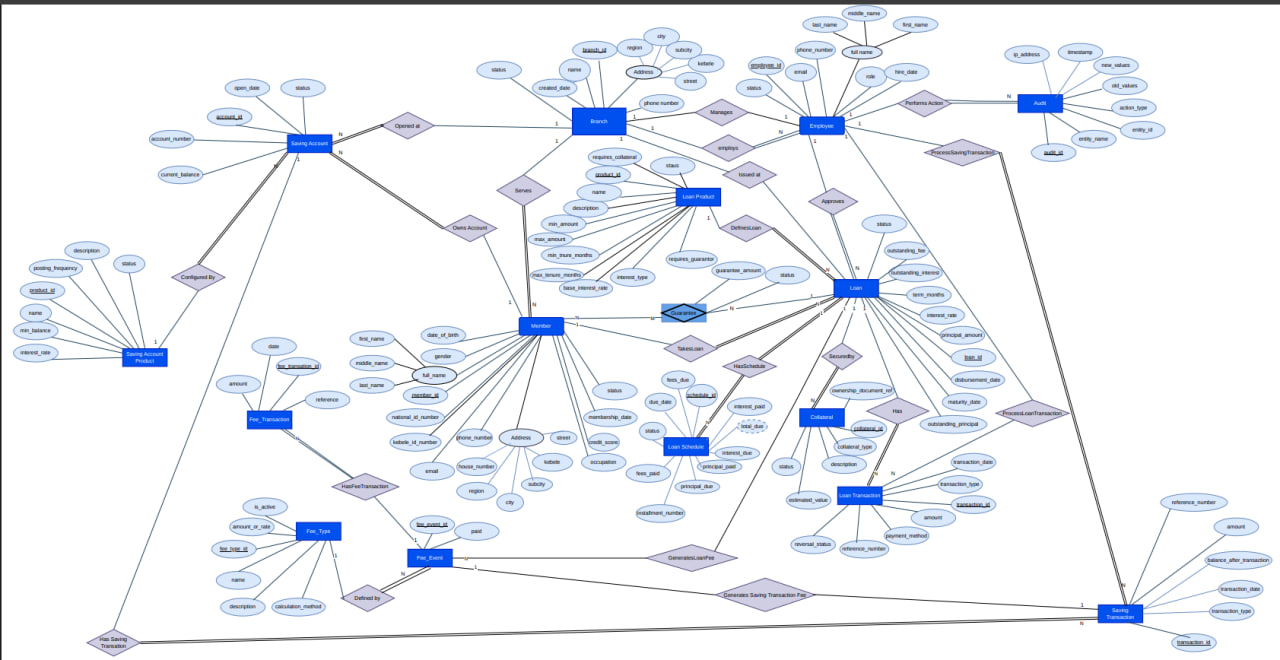 middle_name
last_name
first_name
full name
phone_number
employee_id
email
status
role
hire_date
Employee
city
region
subcity
branch_id
Address
kebele
street
name
status
created_date
phone number
Branch
Manages
employs
Issued at
Opened at
Serves
ip_address
timestamp
new_values
old_values
action_type
entity_id
entity_name
audit_id
Audit
Performs Action
ProcessSavingTransaction
Approves
open_date
status
account_id
account_number
current_balance
Saving Account
Owns Account
Configured By
description
posting_frequency
status
product_id
name
min_balance
interest_rate
Saving Account
Product
requires_collateral
staus
product_id
name
description
min_amount
max_amount
min_tnure_months
max_tenure_months
base_interest_rate
interest_type
requires_guarantor
Loan Product
DefinesLoan
guarantee_amount
status
Guarantee
TakesLoan
HasSchedule
status
outstanding_fee
outstanding_interest
term_months
interest_rate
principal_amount
loan_id
disbursement_date
maturity_date
outstanding_principal
Loan
Securedby
Has
ProcessLoanTransaction
Member
date_of_birth
gender
first_name
middle_name
last_name
full_name
member_id
national_id_number
kebele_id_number
email
phone_number
Address
street
house_number
kebele
subcity
region
city
status
membership_date
credit_score
occupation
fees_due
schedule_id
due_date
interest_paid
total_due
status
Loan Schedule
interest_due
principal_paid
fees_paid
principal_due
installment_number
ownership_document_ref
Collateral
collateral_id
collateral_type
description
status
estimated_value
Loan Transaction
transaction_date
transaction_type
transaction_id
amount
payment_method
reference_number
reversal_status
date
fee_transation_id
amount
reference
Fee_Transaction
HasFeeTransaction
is_active
amount_or_rate
fee_type_id
name
description
calculation_method
Fee_Type
Defined by
fee_event_id
paid
Fee_Event
GeneratesLoanFee
Generates Saving Transaction Fee
reference_number
amount
balance_after_transaction
transaction_date
transaction_type
transaction_id
Saving
Transaction
Has Saving
Transation